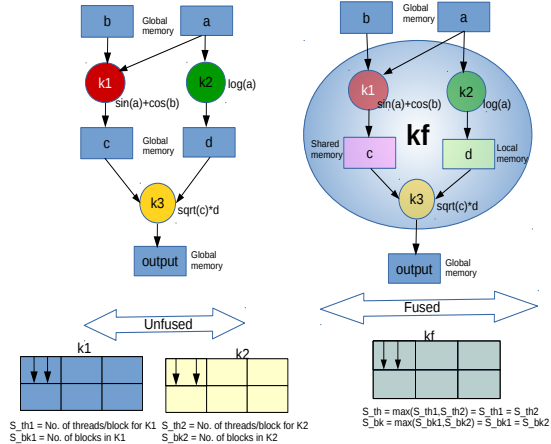 b
Global
memory
a
k1
k2
log(a)
sin(a)+cos(b)
c
Global
memory
d
k3
sqrt(c)*d
output
Global
memory
Unfused
k1
k2
S_th1 = No. of threads/block for K1
S_bk1 = No. of blocks in K1
S_th2 = No. of threads/block for K2
S_bk2 = No. of blocks in K2
b
Global
memory
a
k1
k2
log(a)
sin(a)+cos(b)
kf
Shared
memory
c
d
Local
memory
k3
sqrt(c)*d
output
Global
memory
Fused
kf
S_th = max(S_th1,S_th2) = S_th1 = S_th2
S_bk = max(S_bk1,S_bk2) = S_bk1 = S_bk2